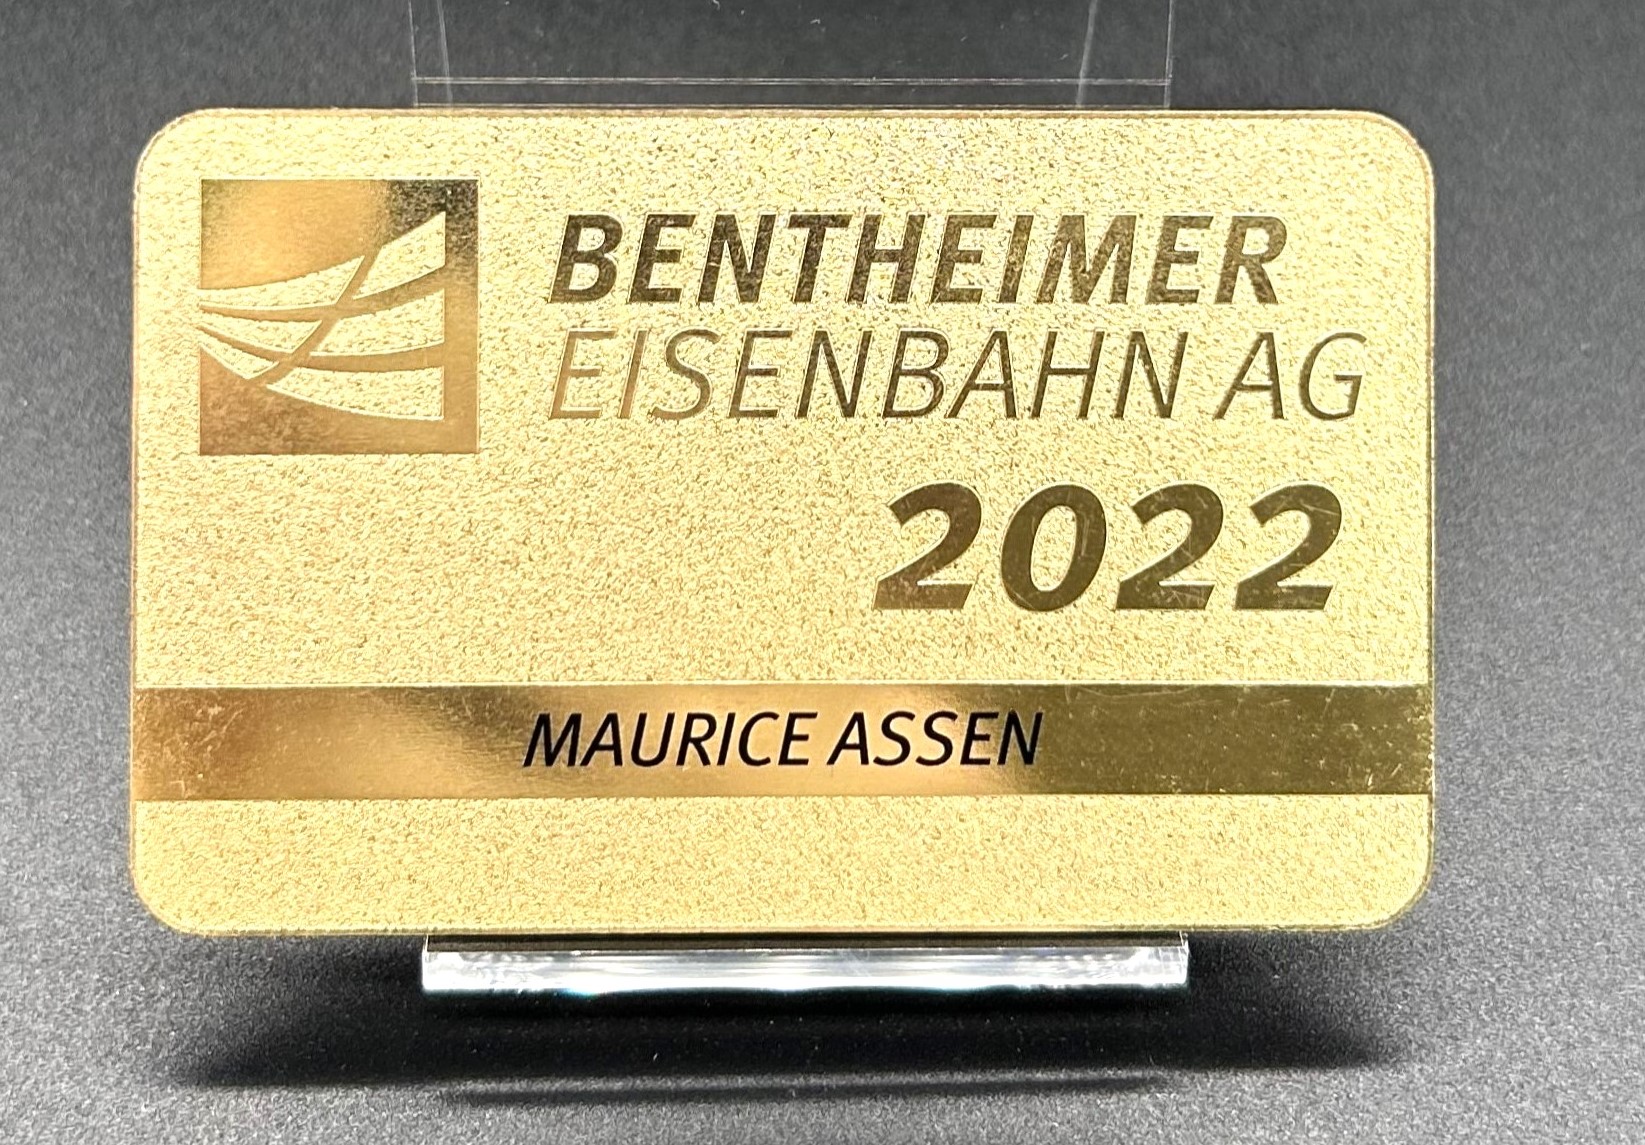 BENTHEIMER
EISENBAHN AG
2022
MAURICE ASSEN